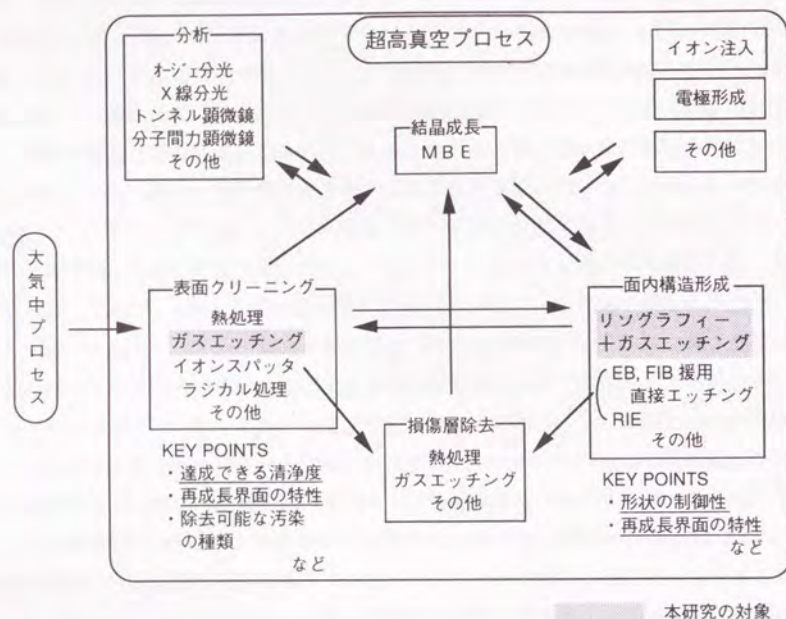 超高真空プロセス
分析
オージェ分光
X線分光
トンネル顕微鏡
分子間力顕微鏡
その他
結晶成長
MBE
イオン注入
電極形成
その他
大気中プロセス
表面クリーニング
熱処理
ガスエッチング
イオンスパッタ
ラジカル処理
その他
KEY POINTS
・達成できる清浄度
・再成長界面の特性
・除去可能な汚染
の種類
など
損傷層除去
熱処理
ガスエッチング
その他
面内構造形成
リソグラフィー
＋ガスエッチング
EB, FIB 援用
直接エッチング
RIE
その他
KEY POINTS
・形状の制御性
・再成長界面の特性
など
本研究の対象